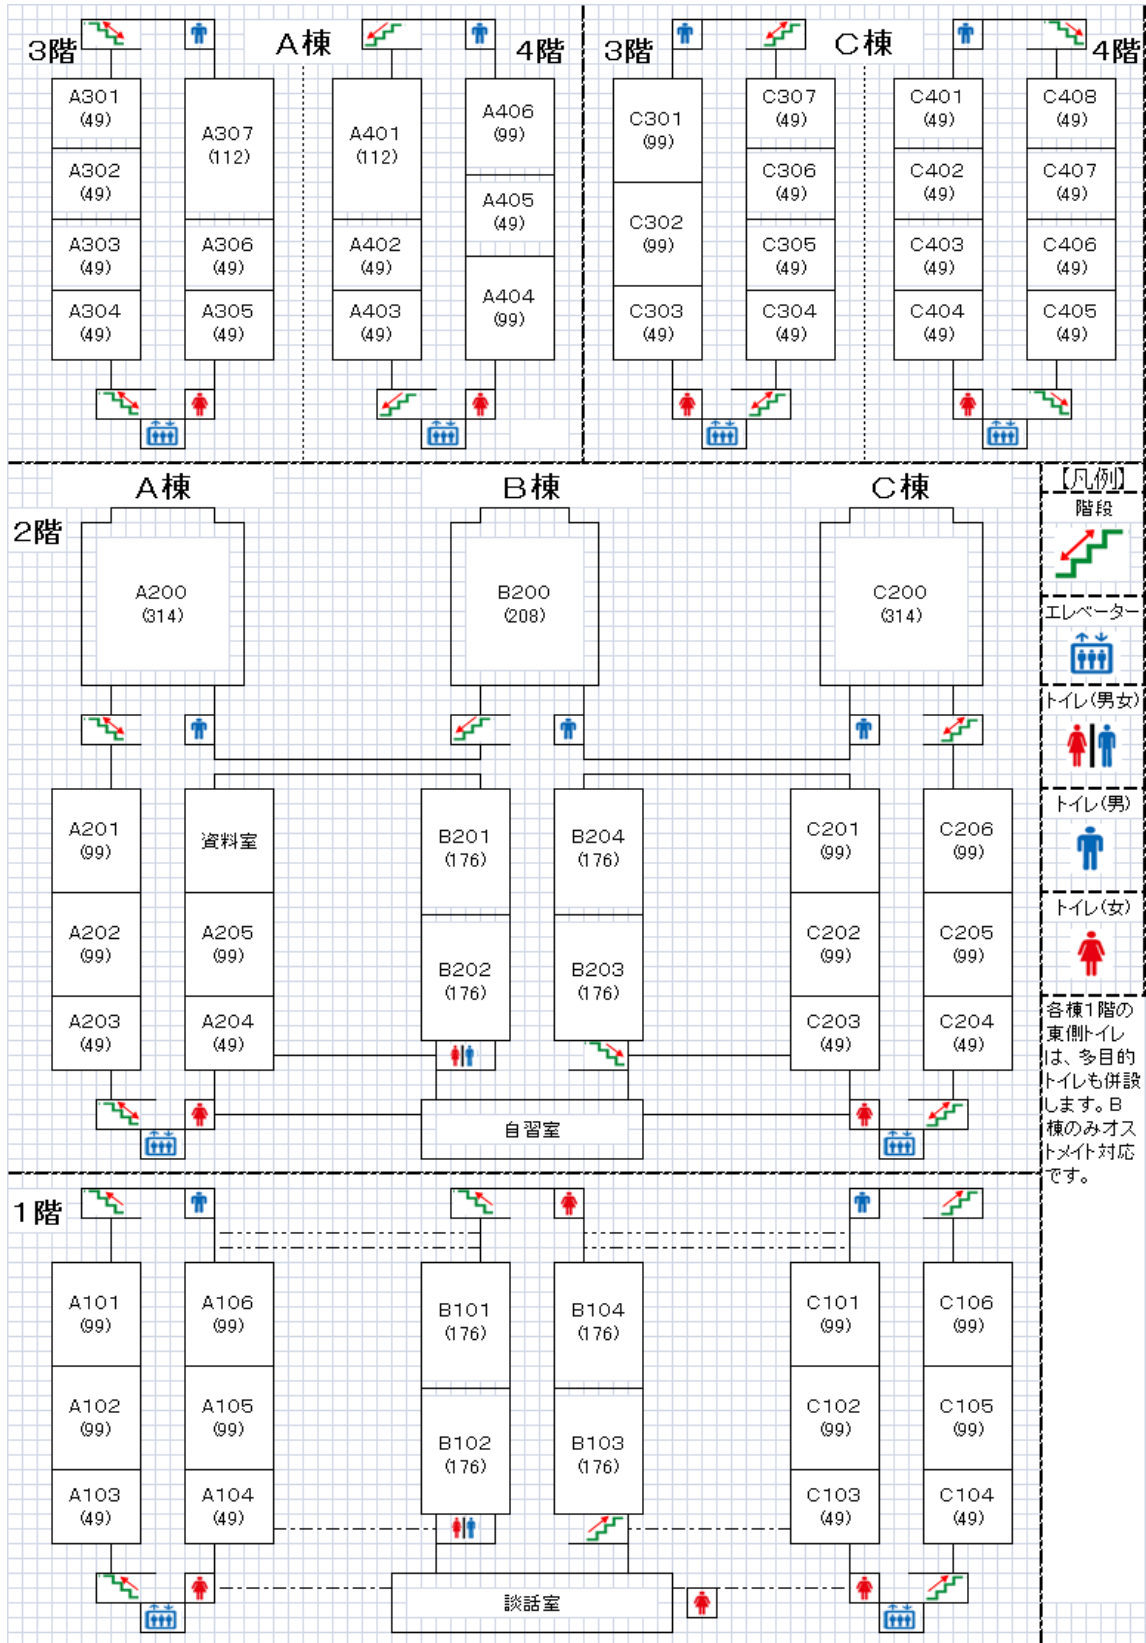 3階
A棟
4階
A301
(49)
A302
(49)
A303
(49)
A304
(49)
A307
(112)
A306
(49)
A305
(49)
A401
(112)
A402
(49)
A403
(49)
A406
(99)
A405
(49)
A404
(99)
3階
C棟
4階
C301
(99)
C302
(99)
C303
(49)
C307
(49)
C306
(49)
C305
(49)
C304
(49)
C401
(49)
C402
(49)
C403
(49)
C404
(49)
C408
(49)
C407
(49)
C406
(49)
C405
(49)
A棟
B棟
C棟
2階
A200
(314)
B200
(208)
C200
(314)
A201
(99)
A202
(99)
A203
(49)
資料室
A205
(99)
A204
(49)
B201
(176)
B202
(176)
B204
(176)
B203
(176)
C201
(99)
C202
(99)
C203
(49)
C206
(99)
C205
(99)
C204
(49)
自習室
【凡例】
階段
エレベーター
トイレ(男女)
トイレ(男)
トイレ(女)
各棟1階の
東側トイレ
は、多目的
トイレも併設
します。B
棟のみオス
トメイト対応
です。
1階
A101
(99)
A102
(99)
A103
(49)
A106
(99)
A105
(99)
A104
(49)
B101
(176)
B102
(176)
B104
(176)
B103
(176)
C101
(99)
C102
(99)
C103
(49)
C106
(99)
C105
(99)
C104
(49)
談話室